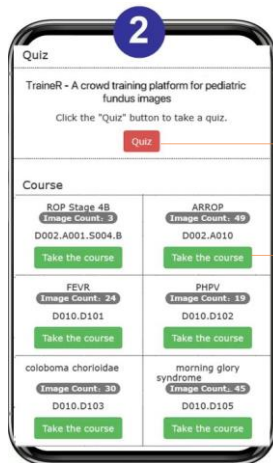 2
Quiz
TraineR - A crowd training platform for pediatric
fundus images
Click the "Quiz" button to take a quiz.
Quiz
Course
ROP Stage 4B
Image Count: 3
D002.A001.S004.B
Take the course
ARROP
Image Count: 49
D002.A010
Take the course
FEVR
Image Count: 24
D010.D101
Take the course
PHPV
Image Count: 19
D010.D102
Take the course
coloboma chorioidae
Image Count: 30
D010.D103
Take the course
morning glory
syndrome
Image Count: 45
D010.D105
Take the course